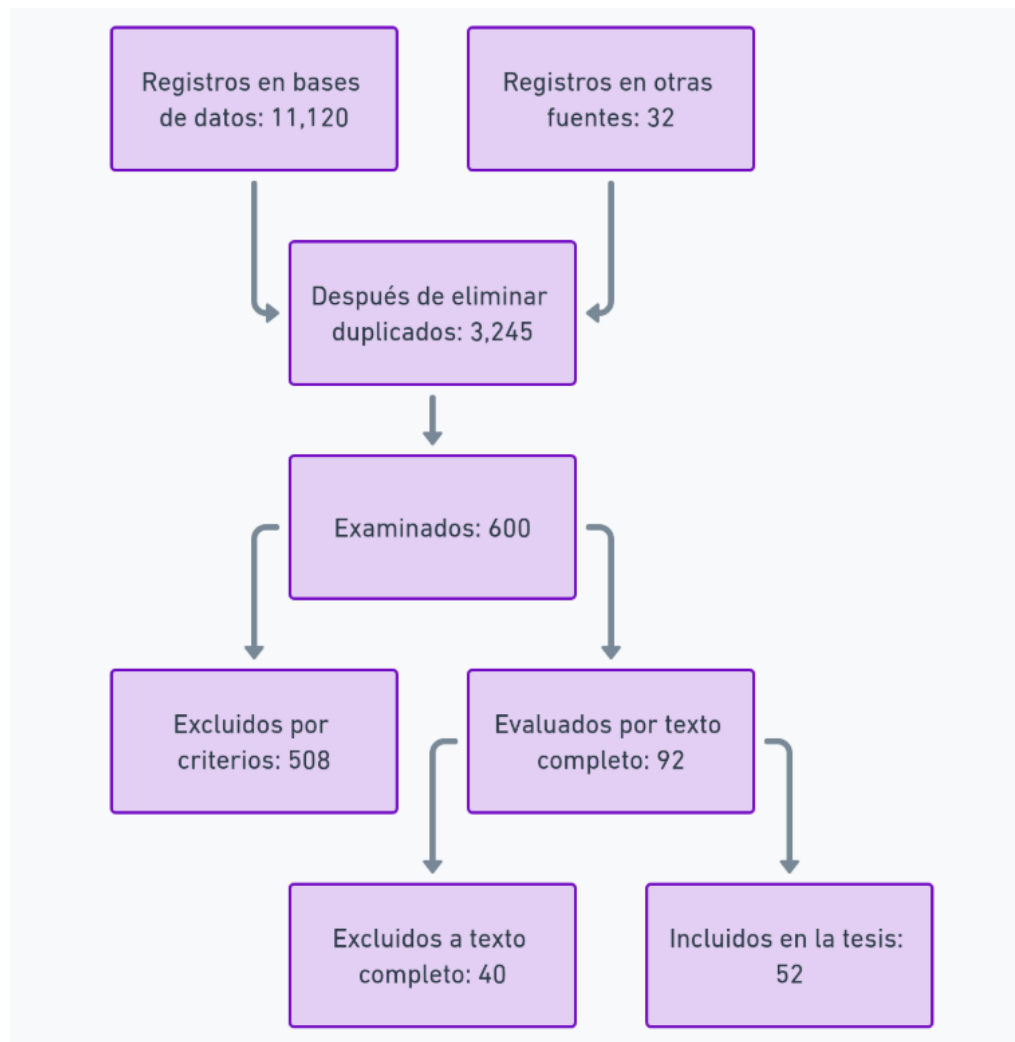 Registros en bases
de datos: 11,120
Registros en otras
fuentes: 32
Después de eliminar
duplicados: 3,245
Examinados: 600
Excluidos por
criterios: 508
Evaluados por texto
completo: 92
Excluidos a texto
completo: 40
Incluidos en la tesis:
52